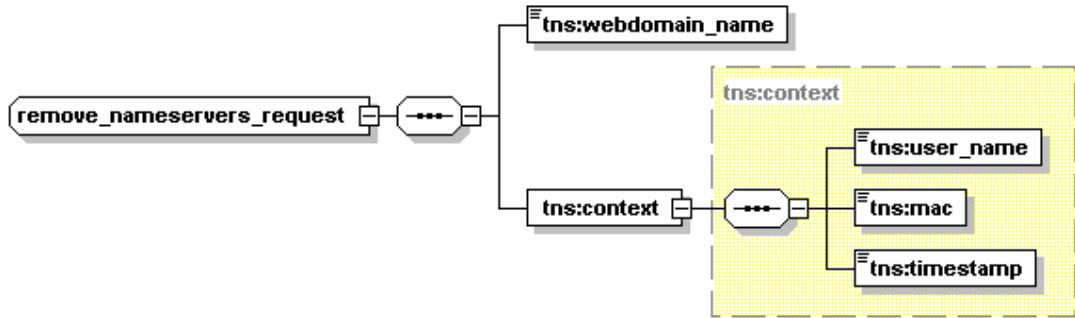 tns:webdomain_name
tns:context
remove_nameservers_request
tns:user_name
tns:context
tns:mac
tns:timestamp